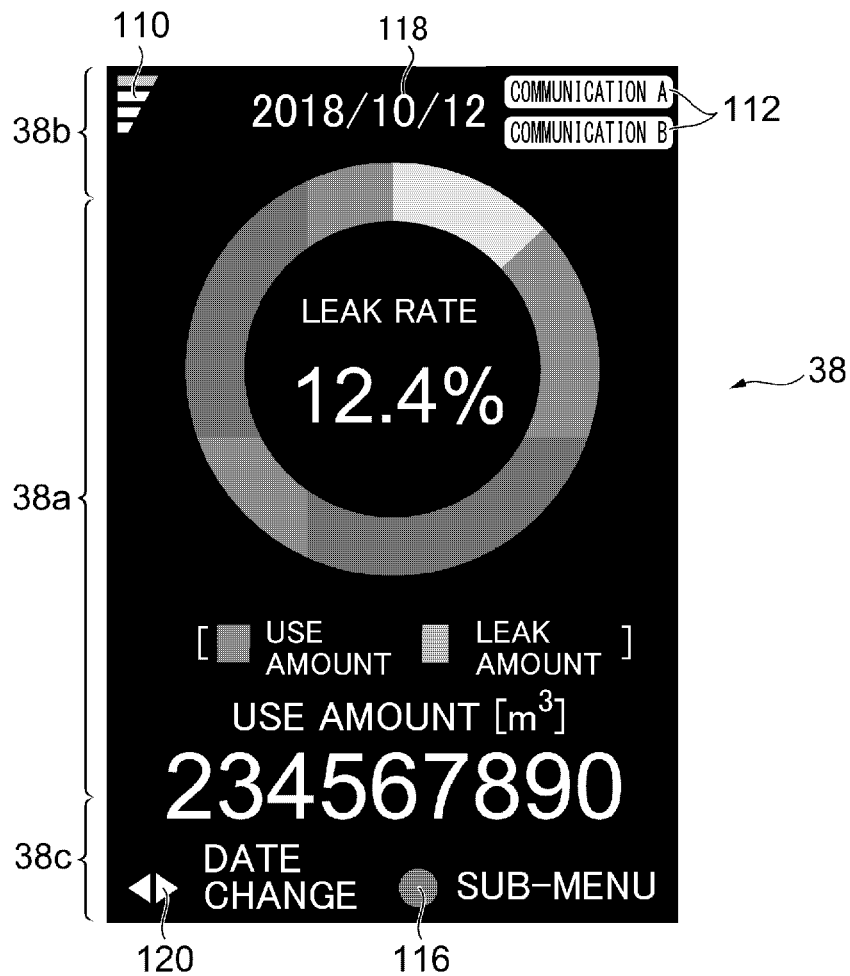 110
118
2018/10/12
COMMUNICATION A
COMMUNICATION B
112
38b
LEAK RATE
12.4%
38
38a
[ USE AMOUNT LEAK AMOUNT ]
USE AMOUNT [m³]
234567890
38c
DATE
CHANGE
SUB-MENU
120
116